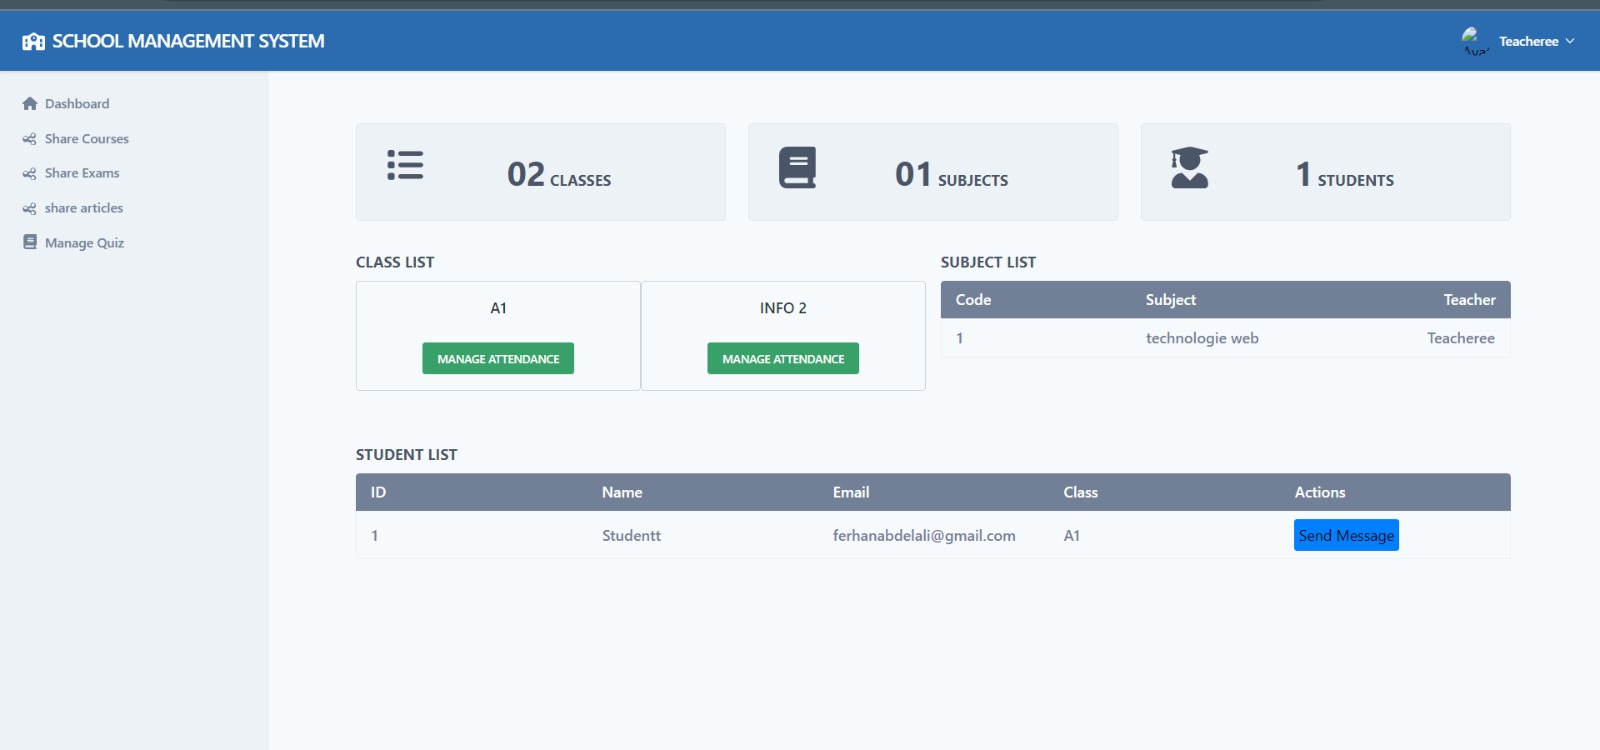 SCHOOL MANAGEMENT SYSTEM
Teacheree
Dashboard
Share Courses
Share Exams
share articles
Manage Quiz
02 CLASSES
01 SUBJECTS
1 STUDENTS
CLASS LIST
A1
MANAGE ATTENDANCE
INFO 2
MANAGE ATTENDANCE
SUBJECT LIST
Code Subject Teacher
1 technologie web Teacheree
STUDENT LIST
ID Name Email Class Actions
1 Studentt ferhanabdelali@gmail.com A1 Send Message